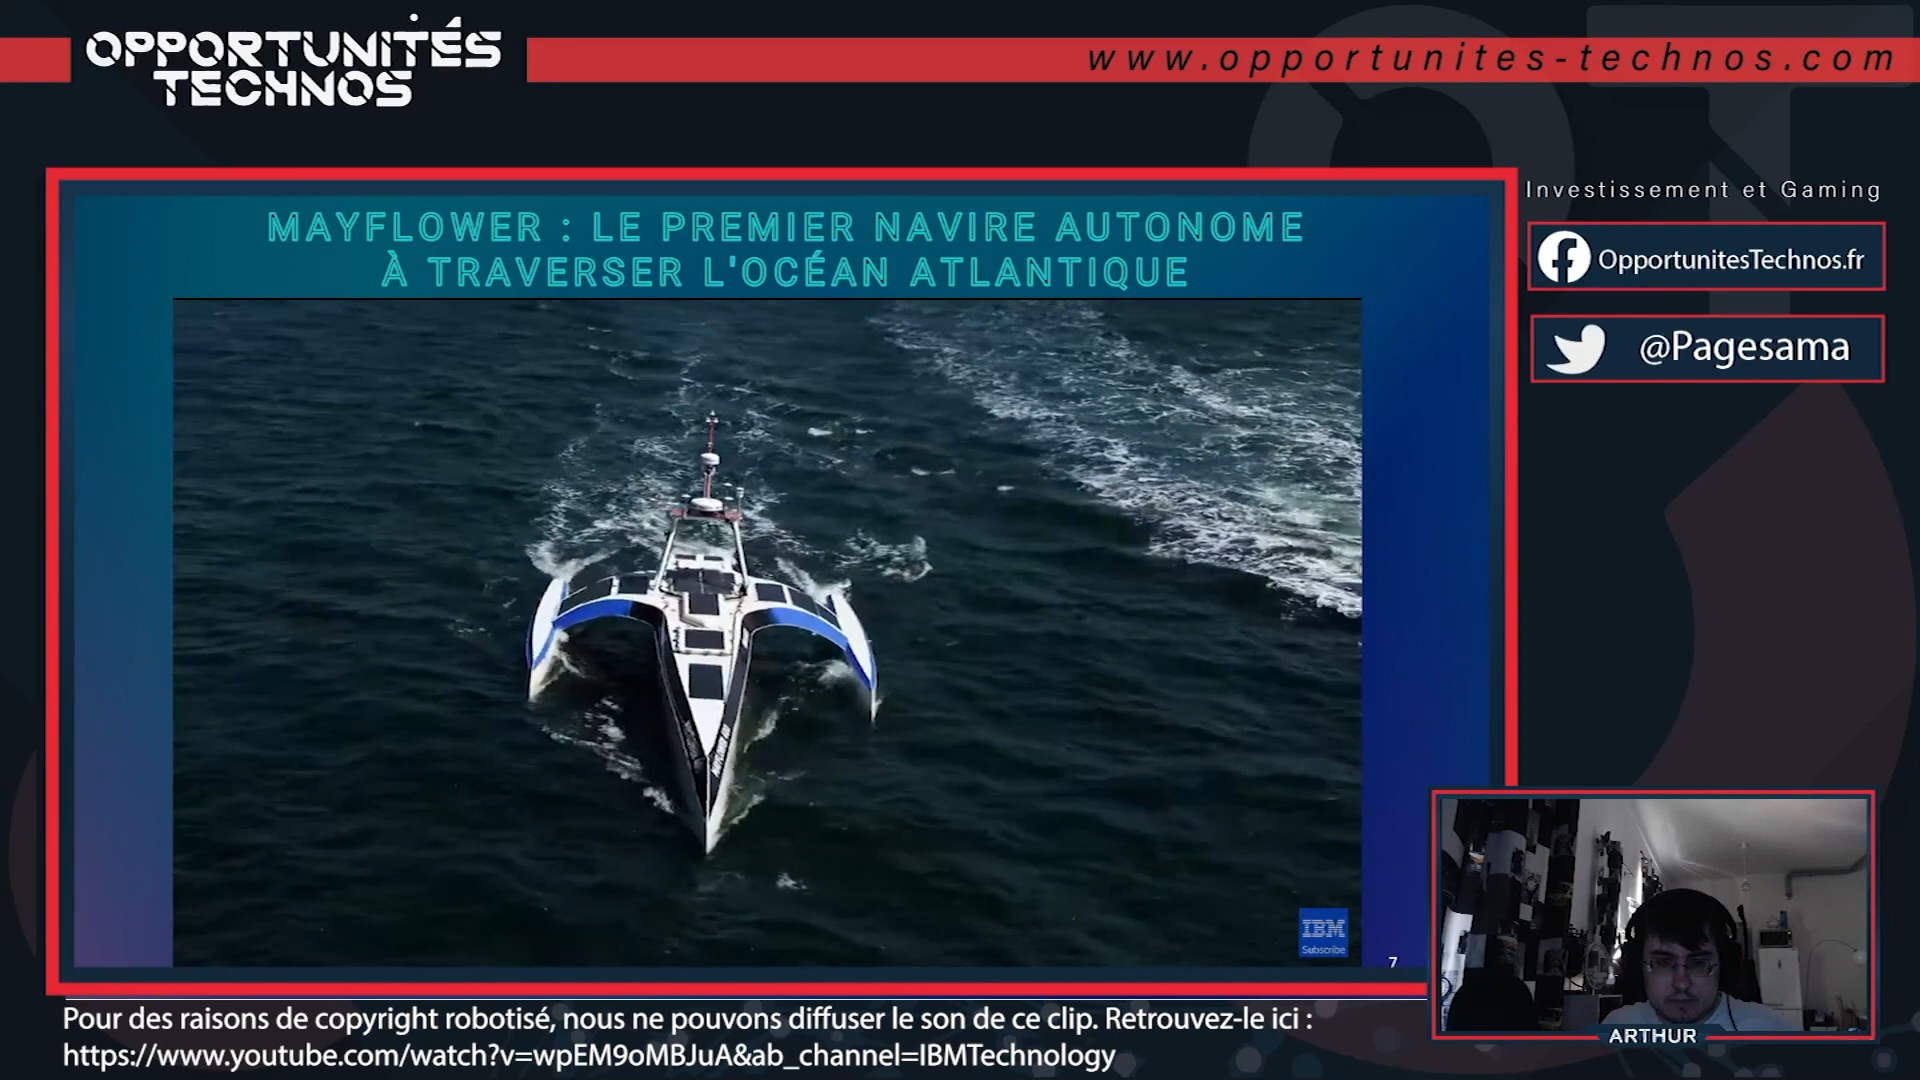 OPPORTUNITÉS
TECHNOS
www.opportunites-technos.com
Investissement et Gaming
OpportunitesTechnos.fr
@Pagesama
MAYFLOWER : LE PREMIER NAVIRE AUTONOME
À TRAVERSER L'OCÉAN ATLANTIQUE
IBM
Subscribe
7
ARTHUR
Pour des raisons de copyright robotisé, nous ne pouvons diffuser le son de ce clip. Retrouvez-le ici :
https://www.youtube.com/watch?v=wpEM9oMBJuA&ab_channel=IBMTechnology